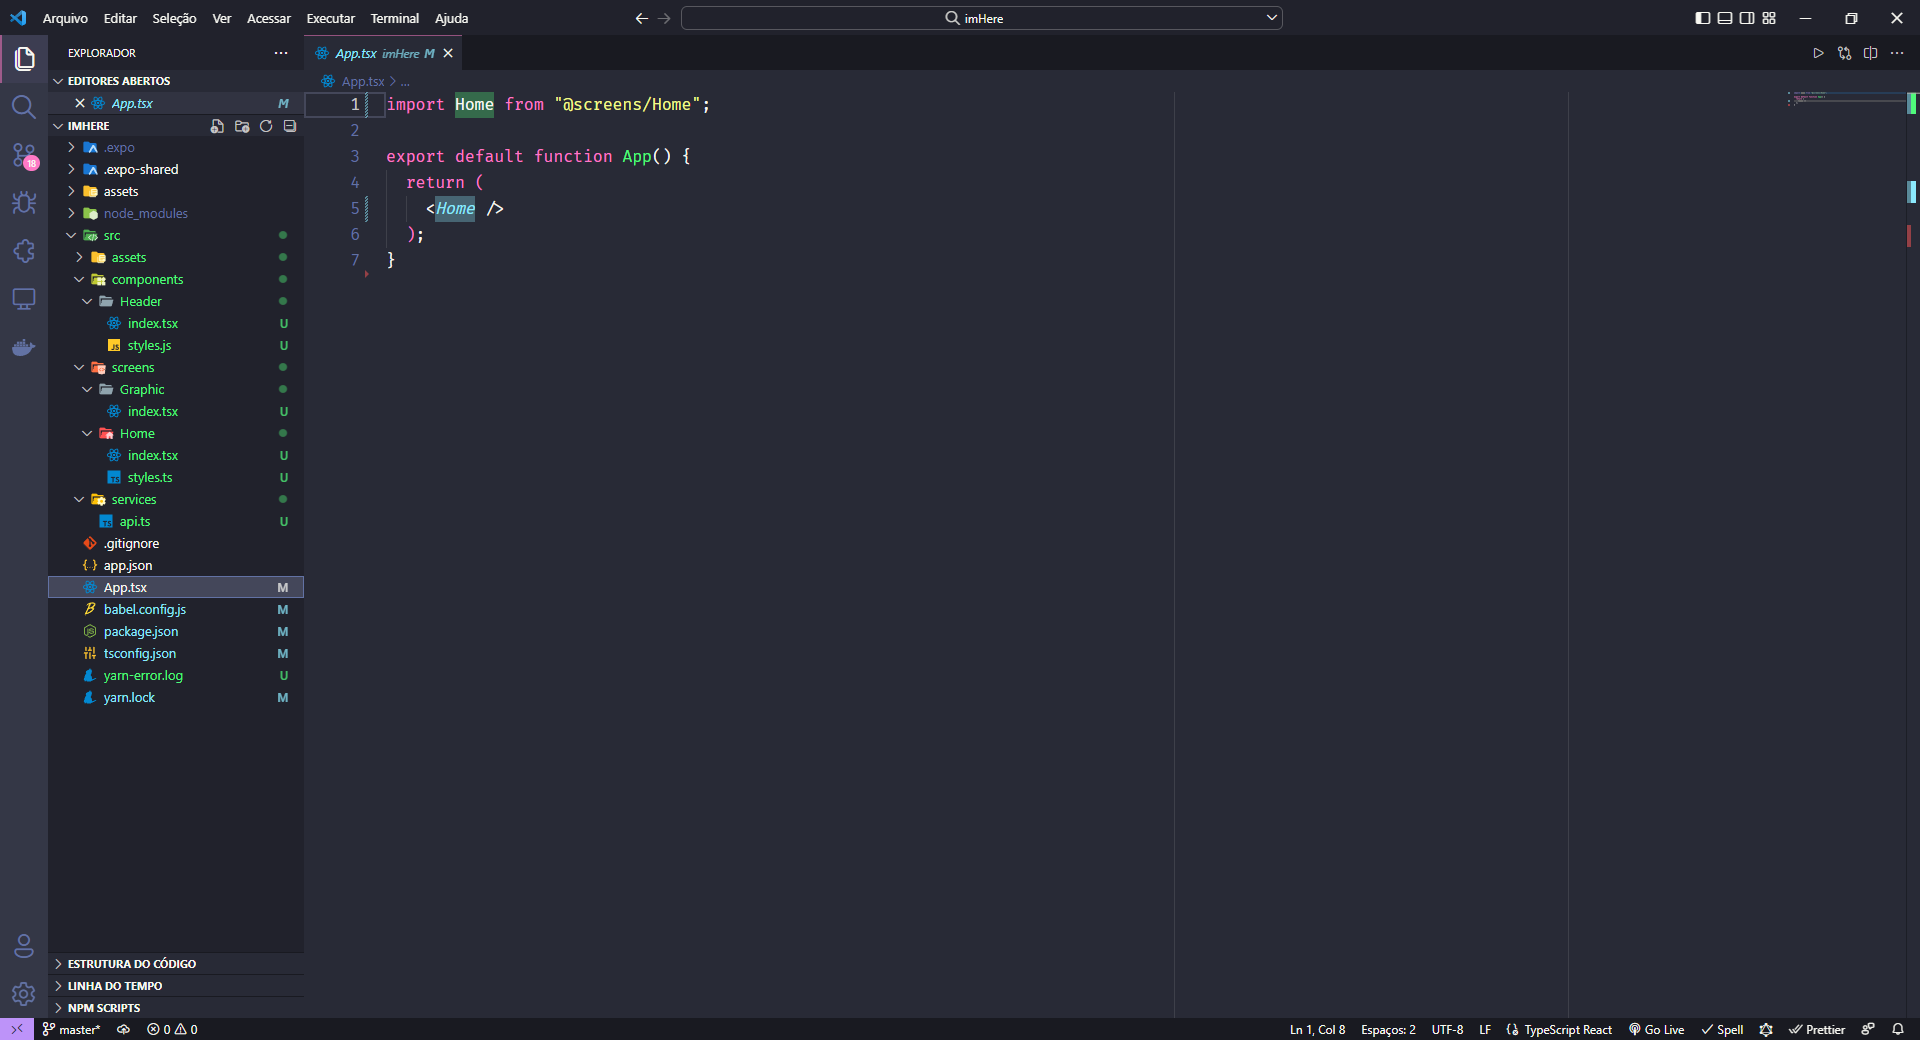 Arquivo Editar Seleção Ver Acessar Executar Terminal Ajuda
imHere
EXPLORADOR
EDITORES ABERTOS
App.tsx M
IMHERE
.expo
.expo-shared
assets
node_modules
src
assets
components
Header
index.tsx U
styles.js U
screens
Graphic
index.tsx U
Home
index.tsx U
styles.ts U
services
api.ts U
.gitignore
app.json
App.tsx M
babel.config.js M
package.json M
tsconfig.json M
yarn-error.log U
yarn.lock M
ESTRUTURA DO CÓDIGO
LINHA DO TEMPO
NPM SCRIPTS
18
App.tsx imHere M
App.tsx > ...
1 import Home from "@screens/Home";
2
3 export default function App() {
4 return (
5 <Home />
6 );
7 }
master* 0 0
Ln 1, Col 8 Espaços: 2 UTF-8 LF TypeScript React Go Live Spell Prettier